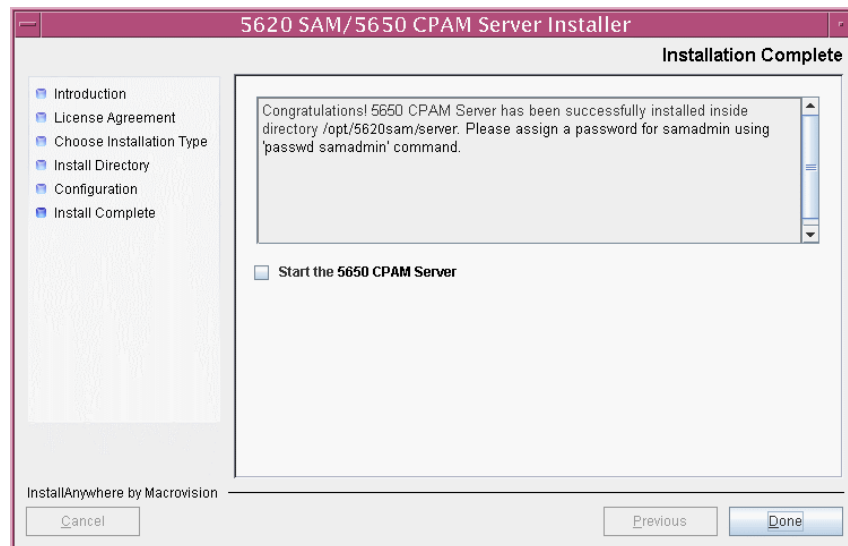 5620 SAM/5650 CPAM Server Installer
Installation Complete
Introduction
License Agreement
Choose Installation Type
Install Directory
Configuration
Install Complete
Congratulations! 5650 CPAM Server has been successfully installed inside
directory /opt/5620sam/server. Please assign a password for samadmin using
'passwd samadmin' command.
Start the 5650 CPAM Server
InstallAnywhere by Macrovision
Cancel
Previous
Done